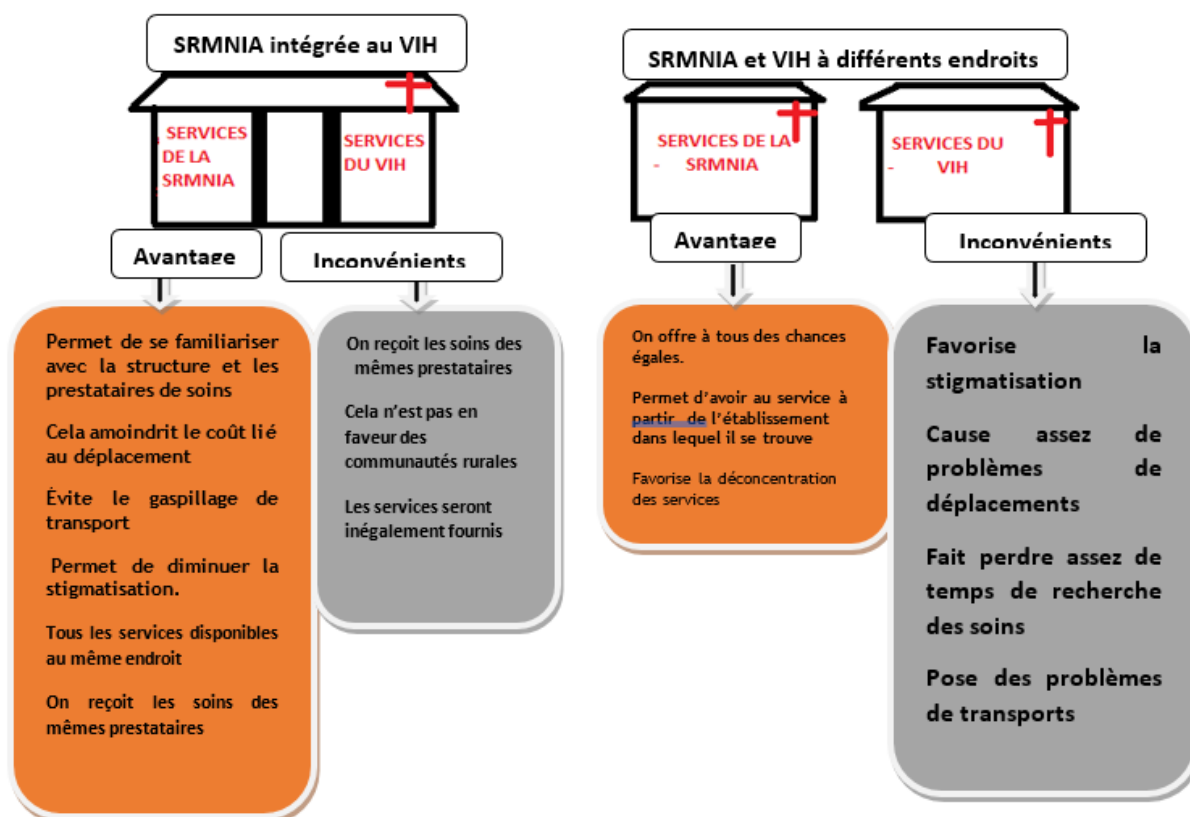 SRMNIA intégrée au VIH
SERVICES
DE LA
SRMNIA
SERVICES
DU VIH
Avantage
Inconvénients
Permet de se familiariser
avec la structure et les
prestataires de soins
Cela amoindrit le coût lié
au déplacement
Évite le gaspillage de
transport
Permet de diminuer la
stigmatisation.
Tous les services disponibles
au même endroit
On reçoit les soins des
mêmes prestataires
On reçoit les soins des
mêmes prestataires
Cela n'est pas en
faveur des
communautés rurales
Les services seront
inégalement fournis
SRMNIA et VIH à différents endroits
SERVICES DE LA
- SRMNIA
SERVICES DU
- VIH
Avantage
Inconvénients
On offre à tous des chances
égales.
Permet d'avoir au service à
partir de l'établissement
dans lequel il se trouve
Favorise la déconcentration
des services
Favorise la
stigmatisation
Cause assez de
problèmes de
déplacements
Fait perdre assez de
temps de recherche
des soins
Pose des problèmes
de transports